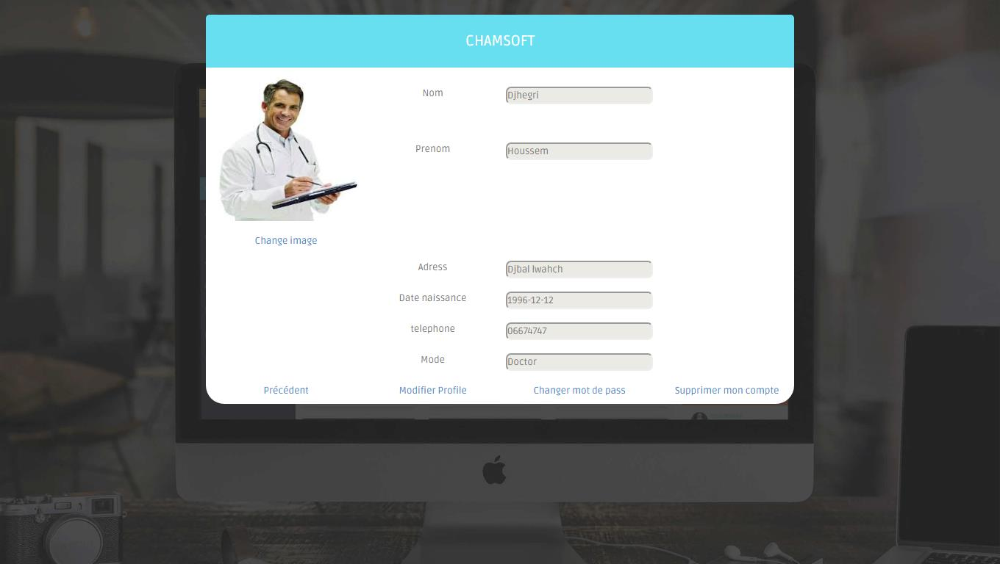 CHAMSOFT
Nom Djhegri
Prenom Houssem
Change image
Adress Djbal lwahch
Date naissance 1996-12-12
telephone 06674747
Mode Doctor
Précédent Modifier Profile Changer mot de pass Supprimer mon compte